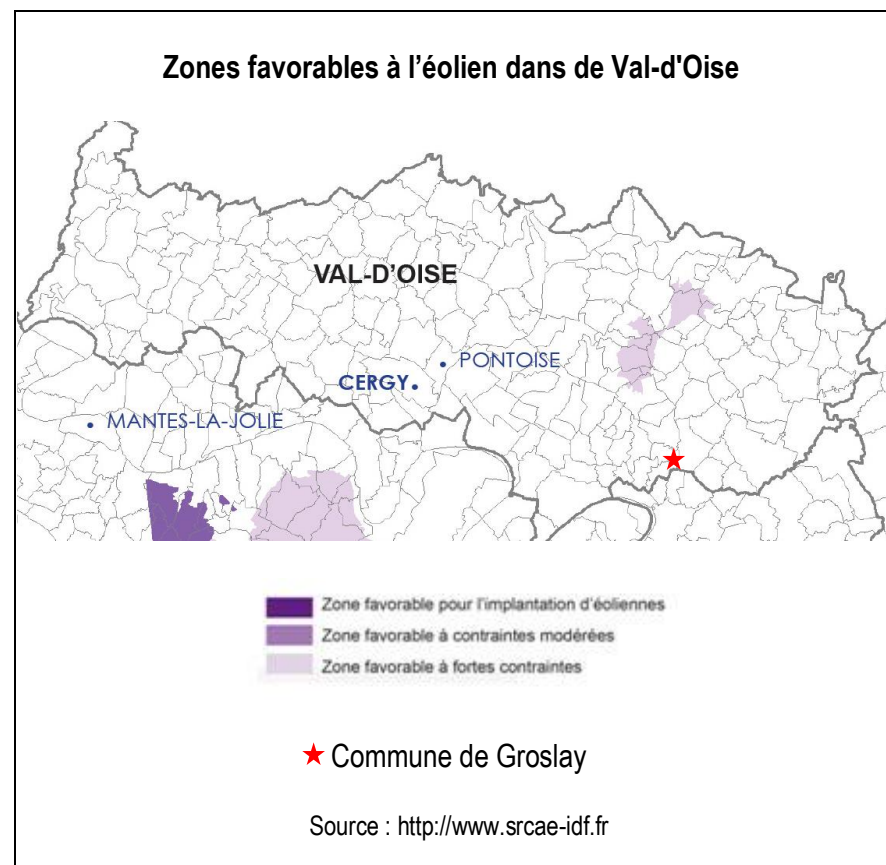 Zones favorables à l'éolien dans de Val-d'Oise
VAL-D'OISE
PONTOISE
CERGY
MANTES-LA-JOLIE
Zone favorable pour l'implantation d'éoliennes
Zone favorable à contraintes modérées
Zone favorable à fortes contraintes
Commune de Groslay
Source : http://www.srcae-idf.fr